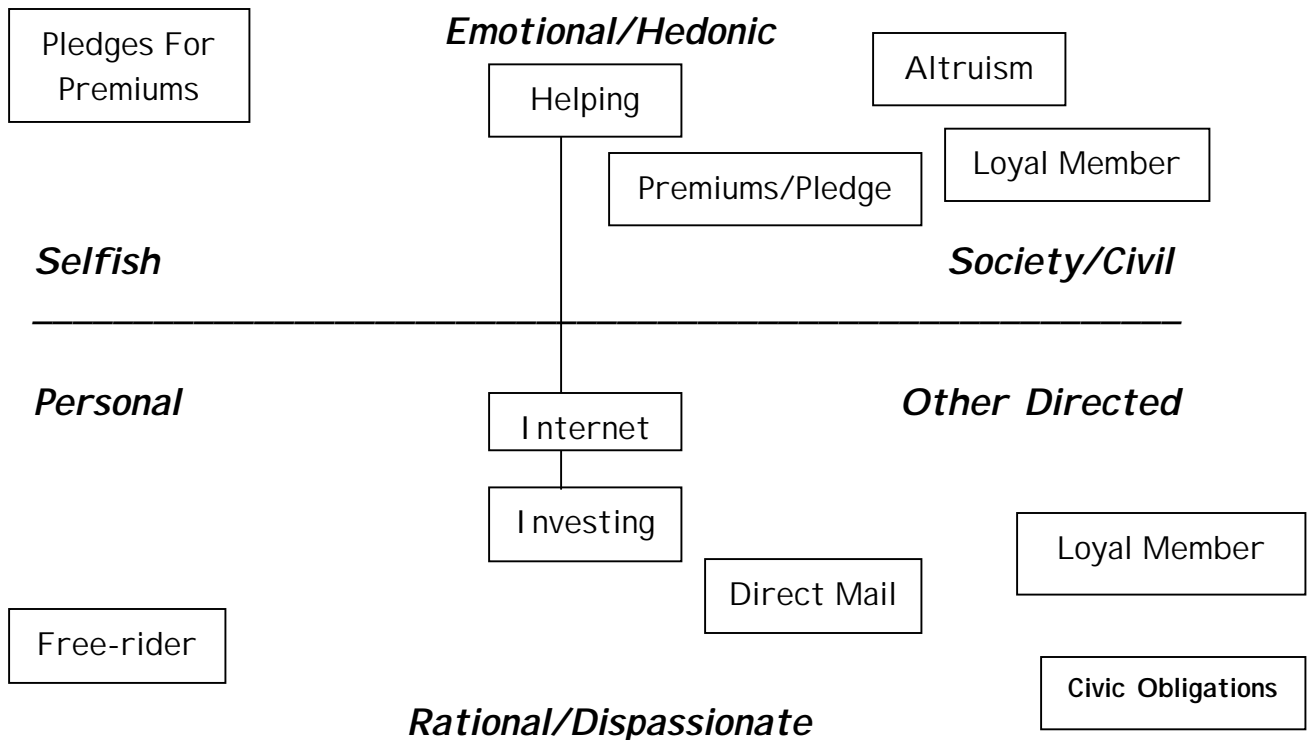 Pledges For
Premiums
Emotional/Hedonic
Helping
Altruism
Loyal Member
Premiums/Pledge
Selfish
Society/Civil
Personal
Other Directed
Internet
Investing
Loyal Member
Direct Mail
Free-rider
Civic Obligations
Rational/Dispassionate